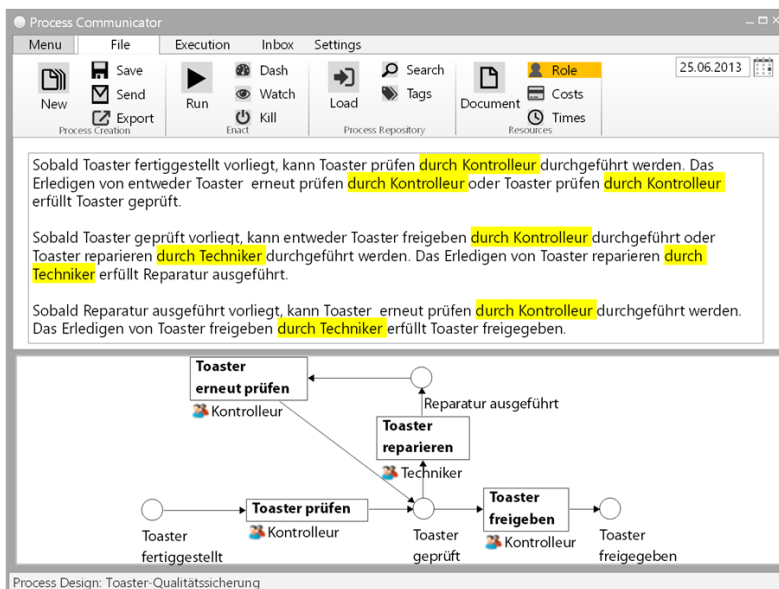 Process Communicator
Menu File Execution Inbox Settings
25.06.2013
New Save Send Export
Process Creation
Run Dash Watch Kill
Enact
Load Search Tags
Process Repository
Document Role Costs Times
Resources
Sobald Toaster fertiggestellt vorliegt, kann Toaster prüfen durch Kontrolleur durchgeführt werden. Das
Erledigen von entweder Toaster erneut prüfen durch Kontrolleur oder Toaster prüfen durch Kontrolleur
erfüllt Toaster geprüft.
Sobald Toaster geprüft vorliegt, kann entweder Toaster freigeben durch Kontrolleur durchgeführt oder
Toaster reparieren durch Techniker durchgeführt werden. Das Erledigen von Toaster reparieren durch
Techniker erfüllt Reparatur ausgeführt.
Sobald Reparatur ausgeführt vorliegt, kann Toaster erneut prüfen durch Kontrolleur durchgeführt werden.
Das Erledigen von Toaster freigeben durch Techniker erfüllt Toaster freigegeben.
Toaster
erneut prüfen
Kontrolleur
Reparatur ausgeführt
Toaster
reparieren
Techniker
Toaster
fertiggestellt
Toaster prüfen
Kontrolleur
Toaster
geprüft
Toaster
freigeben
Kontrolleur
Toaster
freigegeben
Process Design: Toaster-Qualitätssicherung